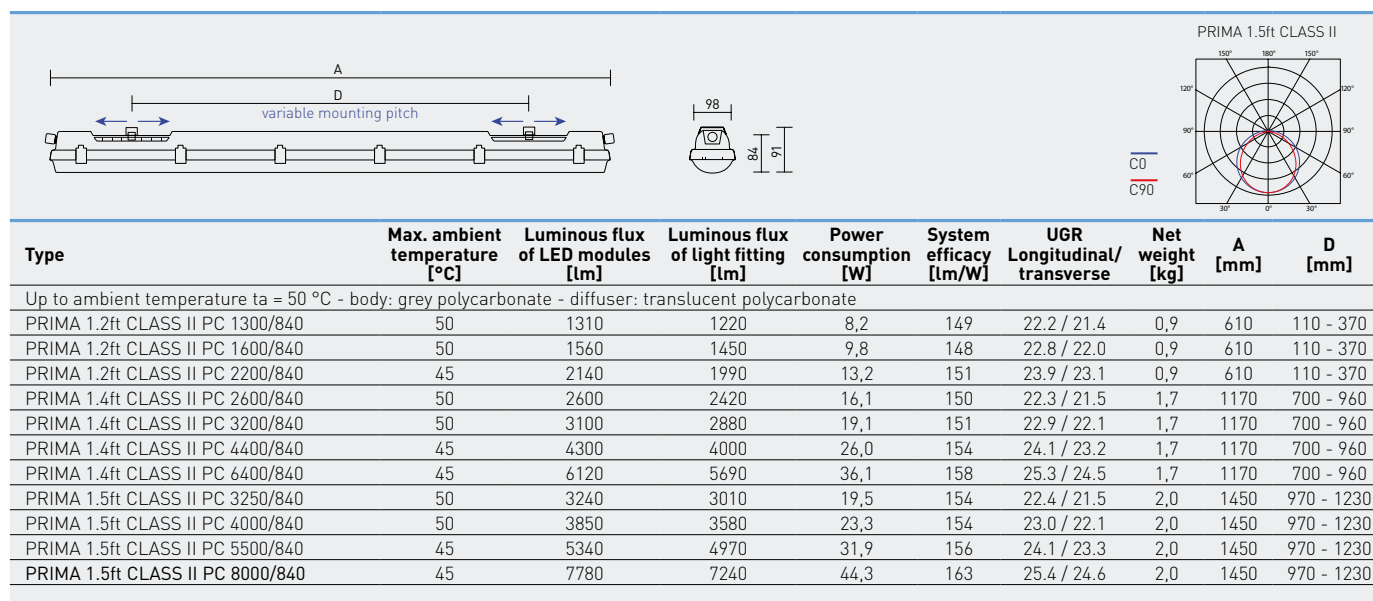 PRIMA 1.5ft CLASS II
150° 180° 150°
A
120° 120°
D
98
variable mounting pitch
90° 90°
84
91
C0
60° 60°
C90
30° 0° 30°
Type Max. ambient temperature [°C] Luminous flux of LED modules [lm] Luminous flux of light fitting [lm] Power consumption [W] System efficacy [lm/W] UGR Longitudinal/ transverse Net weight [kg] A [mm] D [mm]
Up to ambient temperature ta = 50 °C - body: grey polycarbonate - diffuser: translucent polycarbonate
PRIMA 1.2ft CLASS II PC 1300/840 50 1310 1220 8,2 149 22.2 / 21.4 0,9 610 110 - 370
PRIMA 1.2ft CLASS II PC 1600/840 50 1560 1450 9,8 148 22.8 / 22.0 0,9 610 110 - 370
PRIMA 1.2ft CLASS II PC 2200/840 45 2140 1990 13,2 151 23.9 / 23.1 0,9 610 110 - 370
PRIMA 1.4ft CLASS II PC 2600/840 50 2600 2420 16,1 150 22.3 / 21.5 1,7 1170 700 - 960
PRIMA 1.4ft CLASS II PC 3200/840 50 3100 2880 19,1 151 22.9 / 22.1 1,7 1170 700 - 960
PRIMA 1.4ft CLASS II PC 4400/840 45 4300 4000 26,0 154 24.1 / 23.2 1,7 1170 700 - 960
PRIMA 1.4ft CLASS II PC 6400/840 45 6120 5690 36,1 158 25.3 / 24.5 1,7 1170 700 - 960
PRIMA 1.5ft CLASS II PC 3250/840 50 3240 3010 19,5 154 22.4 / 21.5 2,0 1450 970 - 1230
PRIMA 1.5ft CLASS II PC 4000/840 50 3850 3580 23,3 154 23.0 / 22.1 2,0 1450 970 - 1230
PRIMA 1.5ft CLASS II PC 5500/840 45 5340 4970 31,9 156 24.1 / 23.3 2,0 1450 970 - 1230
PRIMA 1.5ft CLASS II PC 8000/840 45 7780 7240 44,3 163 25.4 / 24.6 2,0 1450 970 - 1230